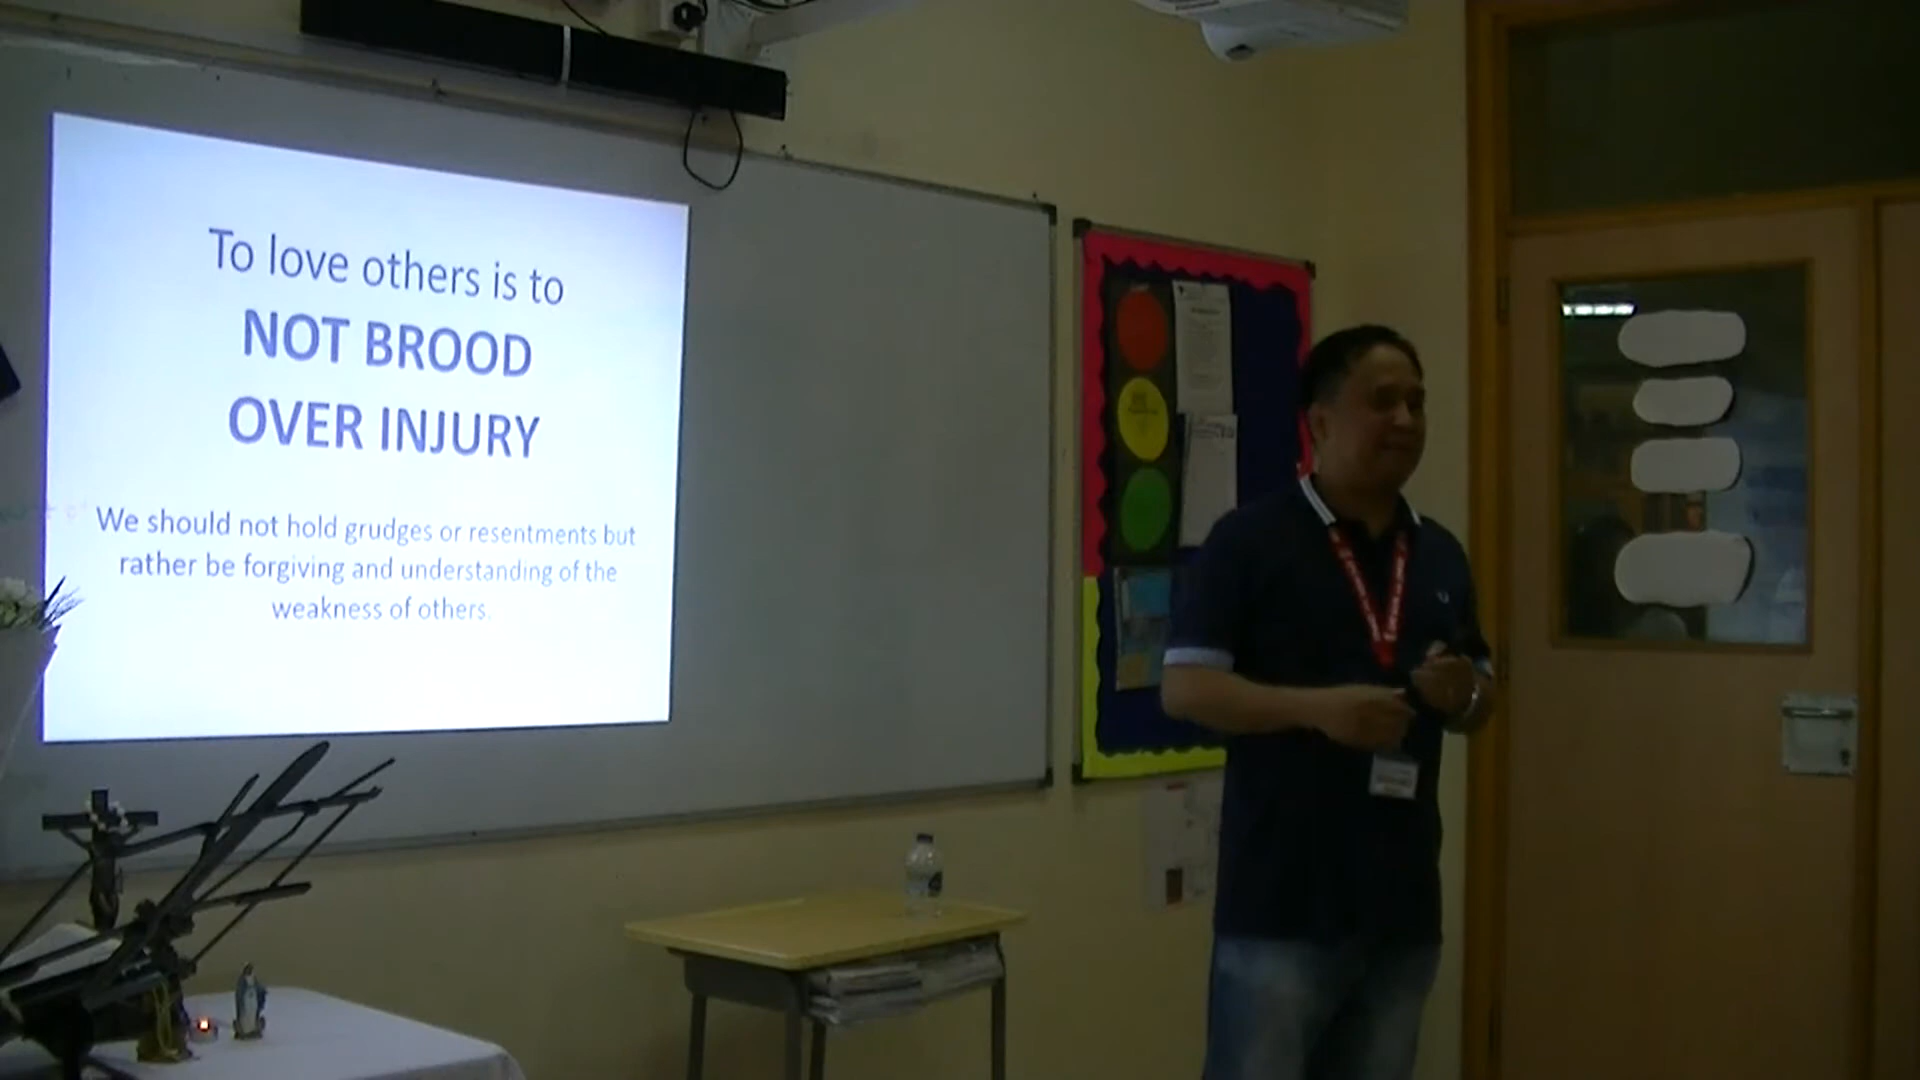 To love others is to
NOT BROOD
OVER INJURY
We should not hold grudges or resentments but
rather be forgiving and understanding of the
weakness of others.